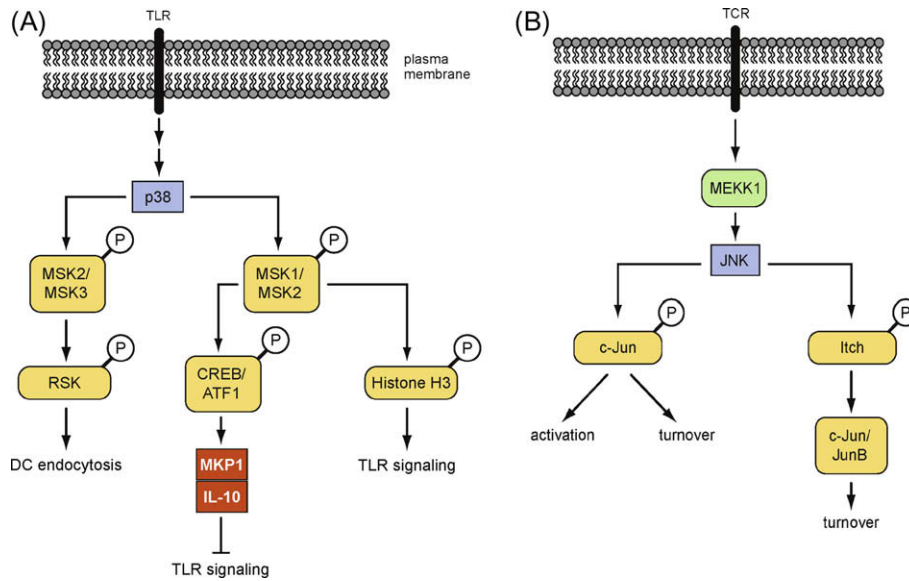 (A)
TLR
plasma
membrane
p38
P
MSK2/
MSK3
P
MSK1/
MSK2
P
RSK
P
CREB/
ATF1
P
Histone H3
DC endocytosis
MKP1
IL-10
TLR signaling
TLR signaling
(B)
TCR
MEKK1
JNK
P
c-Jun
P
Itch
activation
turnover
c-Jun/
JunB
turnover